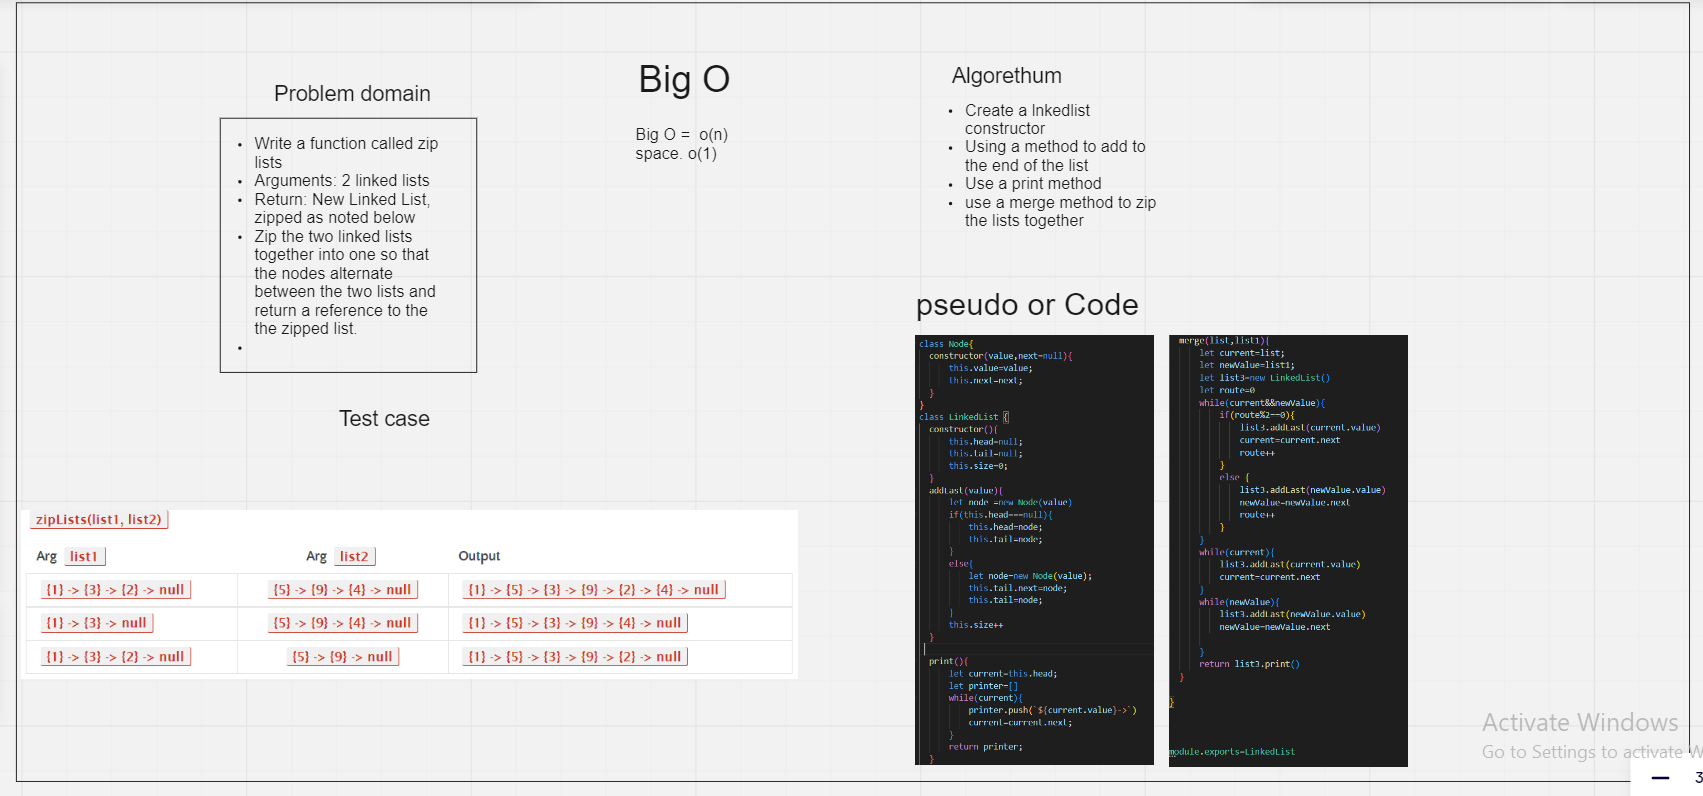 Problem domain
• Write a function called zip
lists
• Arguments: 2 linked lists
• Return: New Linked List,
zipped as noted below
• Zip the two linked lists
together into one so that
the nodes alternate
between the two lists and
return a reference to the
the zipped list.
•
Big O
Big O =  o(n)
space. o(1)
Algorethum
• Create a lnkedlist
constructor
• Using a method to add to
the end of the list
• Use a print method
• use a merge method to zip
the lists together
Test case
zipLists(list1, list2)
Arg list1 Arg list2 Output
{1} -> {3} -> {2} -> null {5} -> {9} -> {4} -> null {1} -> {5} -> {3} -> {9} -> {2} -> {4} -> null
{1} -> {3} -> null {5} -> {9} -> {4} -> null {1} -> {5} -> {3} -> {9} -> {4} -> null
{1} -> {3} -> {2} -> null {5} -> {9} -> null {1} -> {5} -> {3} -> {9} -> {2} -> null
pseudo or Code
class Node{
constructor(value,next=null){
this.value=value;
this.next=next;
}
}
class LinkedList {
constructor(){
this.head=null;
this.tail=null;
this.size=0;
}
addLast(value){
let node =new Node(value)
if(this.head===null){
this.head=node;
this.tail=node;
}
else{
let node=new Node(value);
this.tail.next=node;
this.tail=node;
}
this.size++
}
print(){
let current=this.head;
let printer=[]
while(current){
printer.push(`${current.value}->`)
current=current.next;
}
return printer;
}
merge(list,list1){
let current=list;
let newValue=list1;
let list3=new LinkedList()
let route=0
while(current&&newValue){
if(route%2==0){
list3.addLast(current.value)
current=current.next
route++
}
else {
list3.addLast(newValue.value)
newValue=newValue.next
route++
}
}
while(current){
list3.addLast(current.value)
current=current.next
}
while(newValue){
list3.addLast(newValue.value)
newValue=newValue.next
}
return list3.print()
}
}
module.exports=LinkedList
Activate Windows
Go to Settings to activate W
— 3